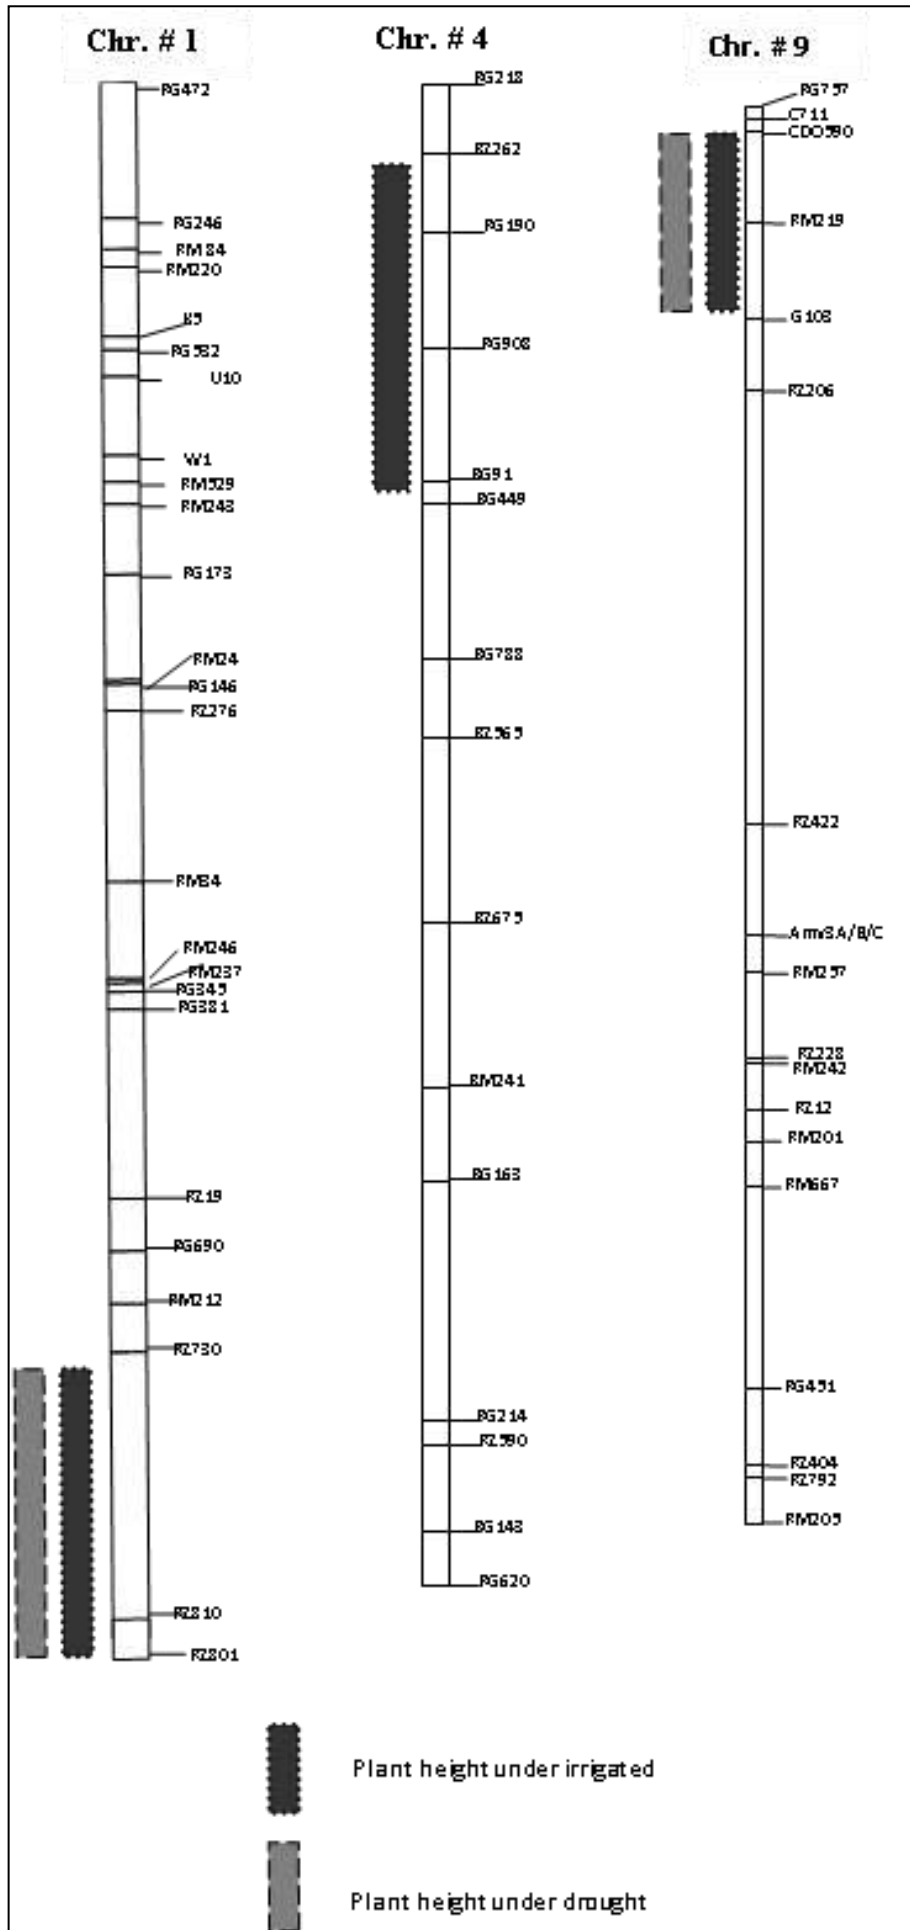 Chr. # 1
RG472
RG246
RM84
RM220
K5
RG532
U10
W1
RM529
RM243
RG173
RM24
RG146
RZ276
RM34
RM246
RM237
RG345
RG381
RZ19
RG690
RM212
RZ730
RZ810
RZ801
Chr. # 4
RG218
RZ262
RG190
RG908
RG91
RG449
RG788
RZ565
RZ675
RM241
RG163
RG214
RZ590
RG143
RG620
Chr. # 9
RG757
C711
CDO590
RM219
G103
RZ206
RZ422
Amy3A/B/C
RM257
RZ228
RM242
RZ12
RM201
RM667
RG451
RZ404
RZ792
RM205
Plant height under irrigated
Plant height under drought